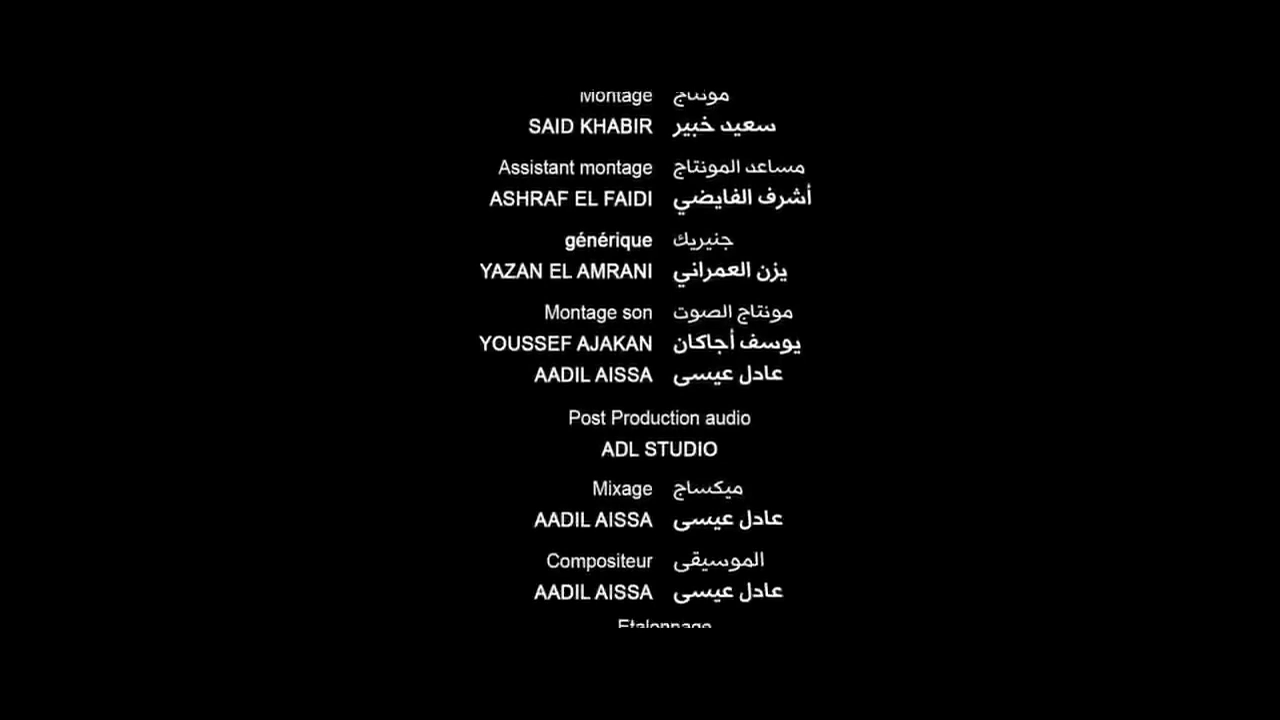 Montage مونتاج
SAID KHABIR سعيد خبير
Assistant montage مساعد المونتاج
ASHRAF EL FAIDI أشرف الفايضي
générique جنيريك
YAZAN EL AMRANI يزن العمراني
Montage son مونتاج الصوت
YOUSSEF AJAKAN يوسف أجاكان
AADIL AISSA عادل عيسى
Post Production audio
ADL STUDIO
Mixage ميكساج
AADIL AISSA عادل عيسى
Compositeur الموسيقى
AADIL AISSA عادل عيسى
Etalonnage